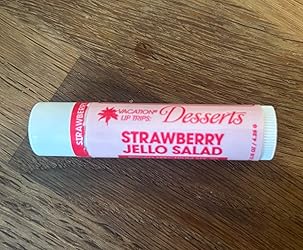 STRAWBERRY
VACATION®
LIP TRIPS:
Desserts
STRAWBERRY
JELLO SALAD